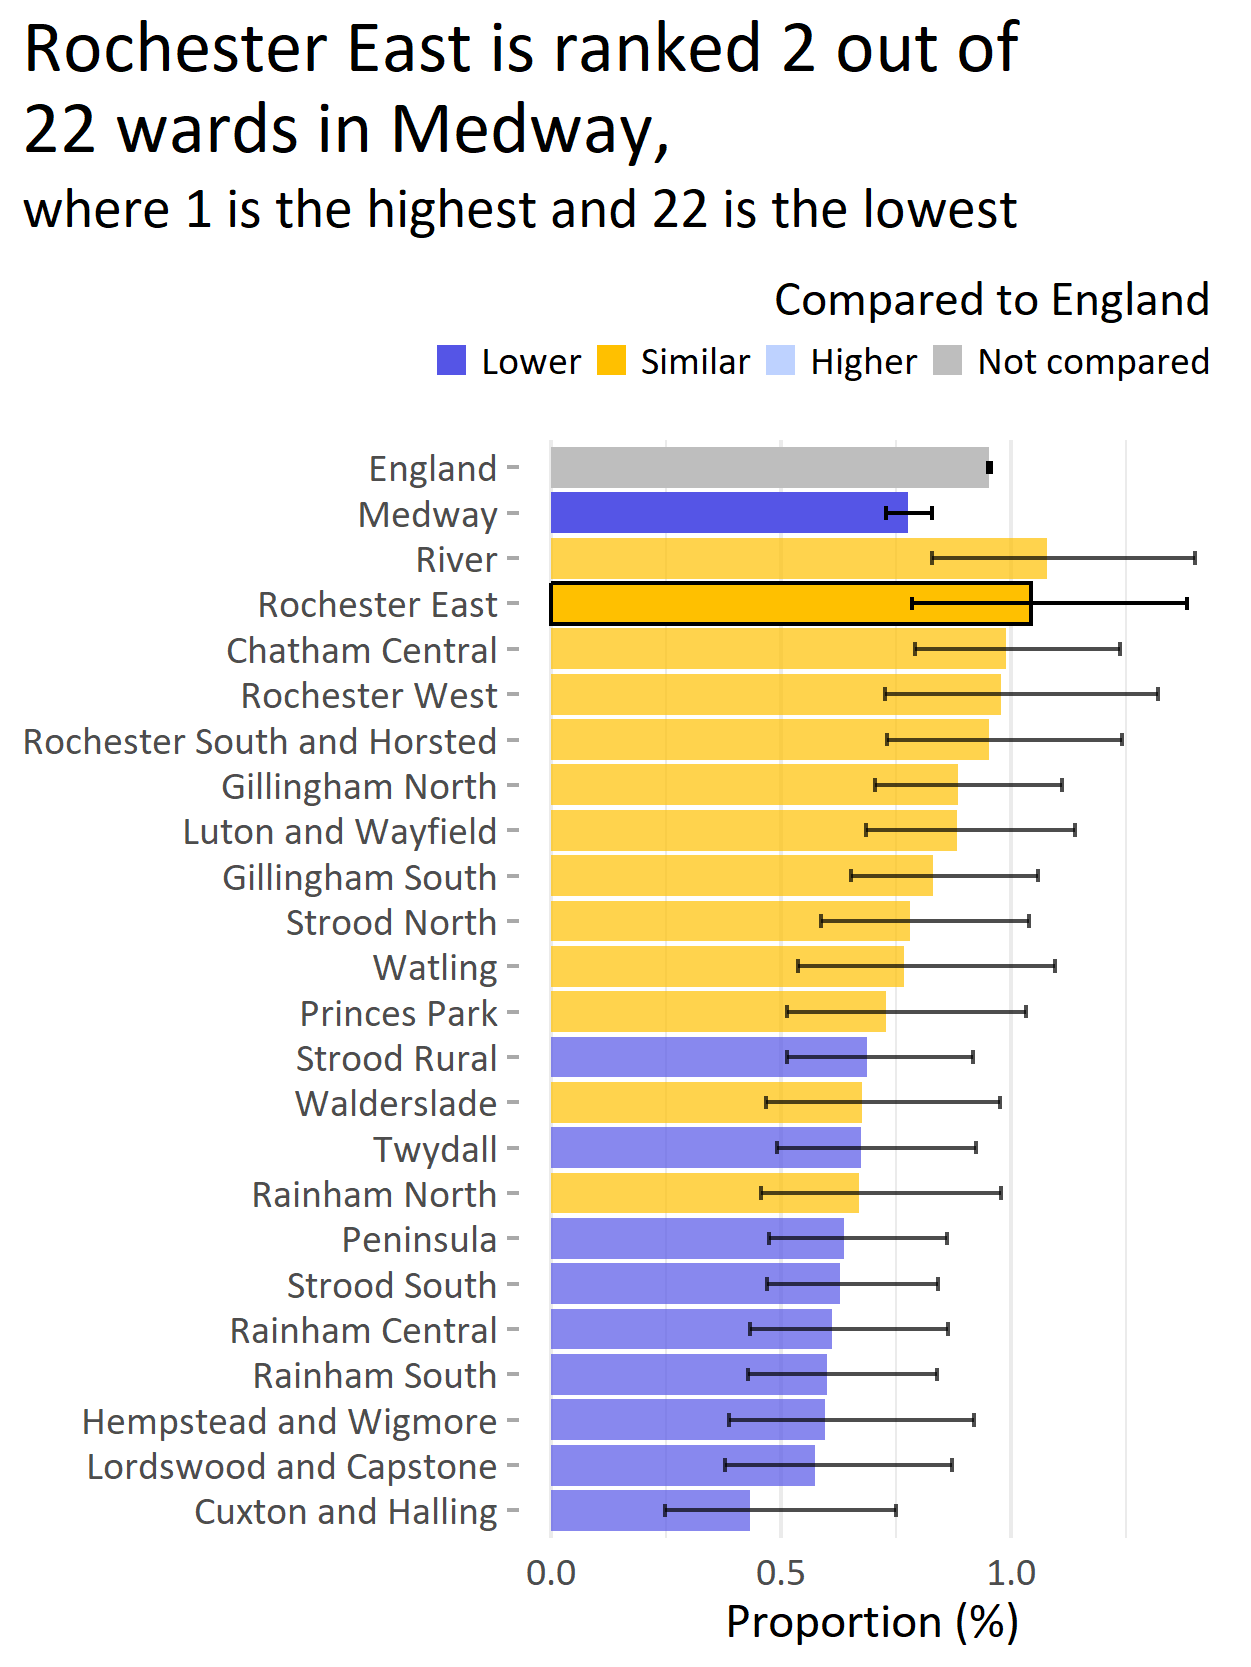 Rochester East is ranked 2 out of
22 wards in Medway,
where 1 is the highest and 22 is the lowest
Compared to England
Lower Similar Higher Not compared
England
Medway
River
Rochester East
Chatham Central
Rochester West
Rochester South and Horsted
Gillingham North
Luton and Wayfield
Gillingham South
Strood North
Watling
Princes Park
Strood Rural
Walderslade
Twydall
Rainham North
Peninsula
Strood South
Rainham Central
Rainham South
Hempstead and Wigmore
Lordswood and Capstone
Cuxton and Halling
0.0 0.5 1.0
Proportion (%)